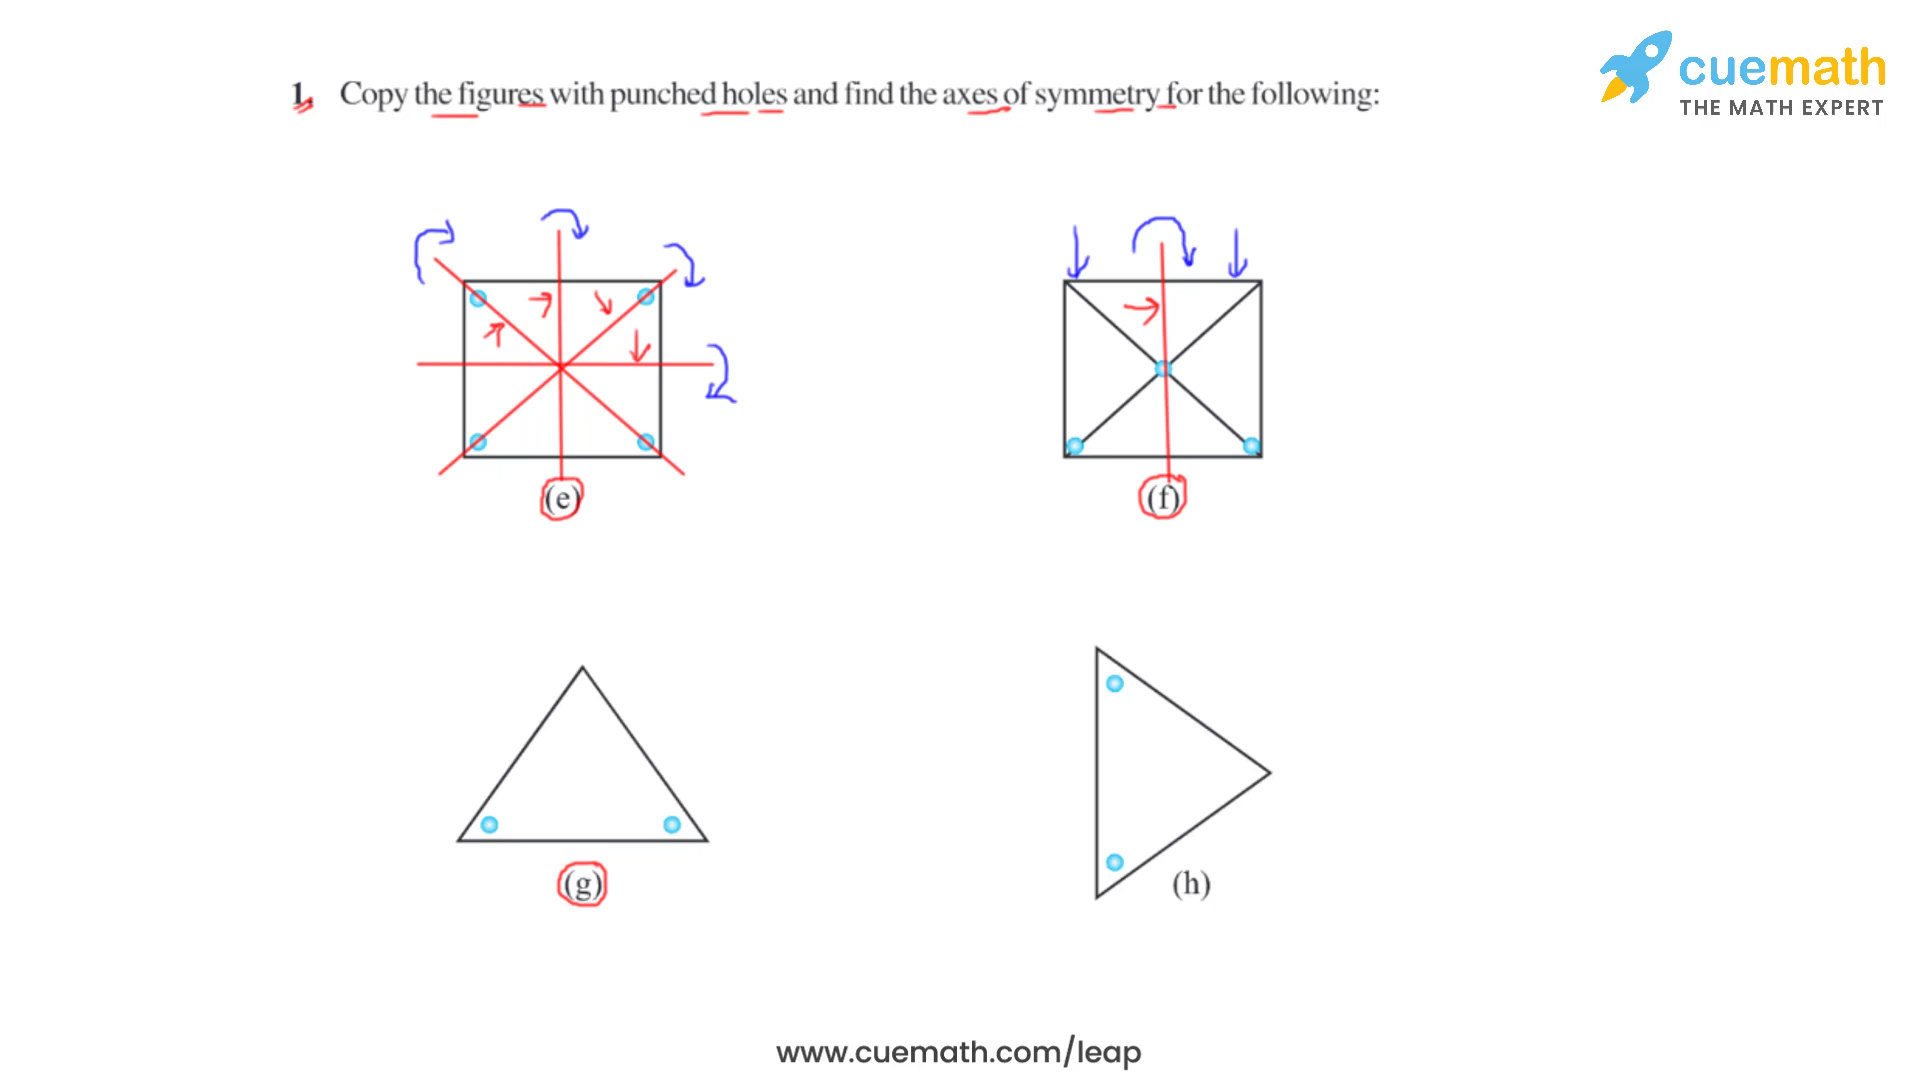 cuemath
THE MATH EXPERT
1. Copy the figures with punched holes and find the axes of symmetry for the following:
(e)
(f)
(g)
(h)
www.cuemath.com/leap